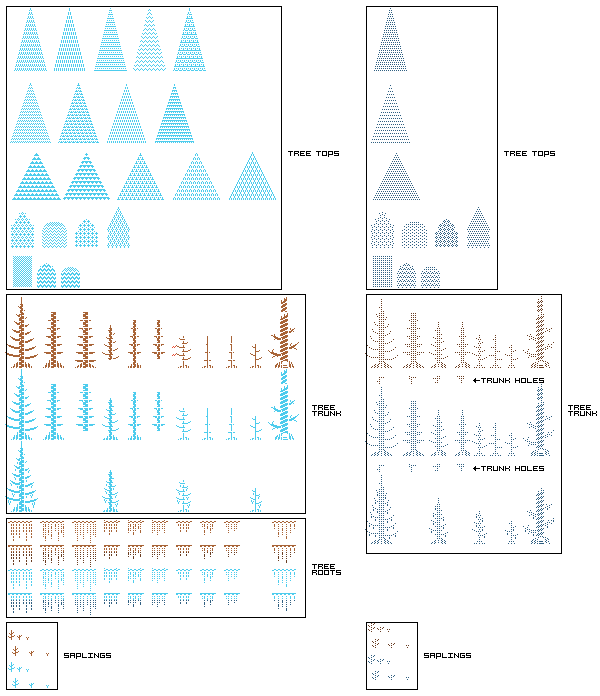 TREE TOPS
TREE TOPS
←TRUNK HOLES
TREE
TRUNK
TREE
TRUNK
←TRUNK HOLES
TREE
ROOTS
SAPLINGS
SAPLINGS